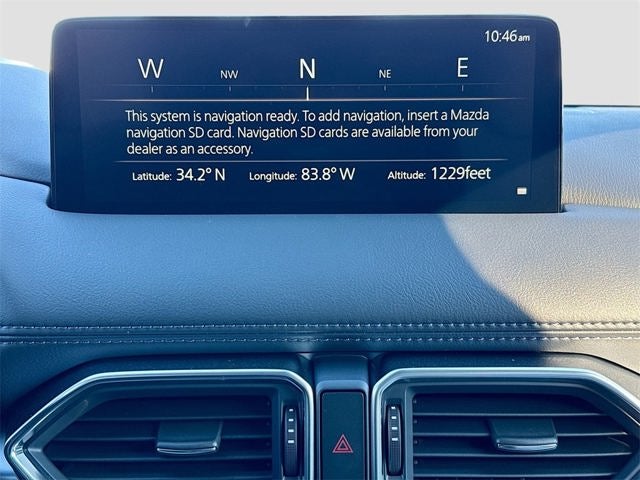 10:46am
W NW N NE E
This system is navigation ready. To add navigation, insert a Mazda
navigation SD card. Navigation SD cards are available from your
dealer as an accessory.
Latitude: 34.2° N Longitude: 83.8° W Altitude: 1229feet